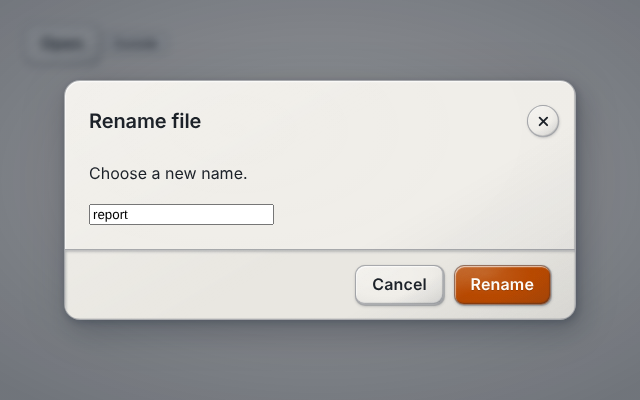 Rename file
Choose a new name.
report
Cancel
Rename